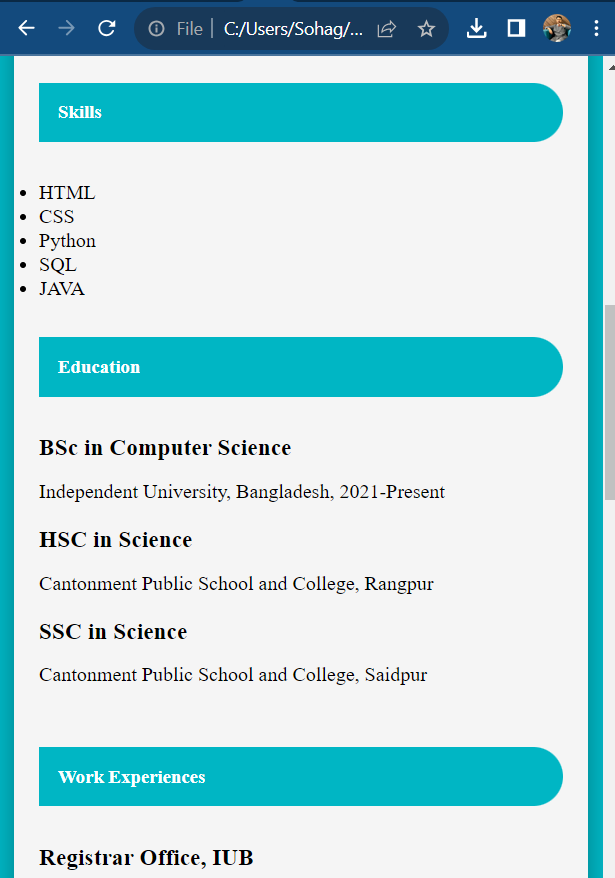 File
C:/Users/Sohag/...
Skills
HTML
CSS
Python
SQL
JAVA
Education
BSc in Computer Science
Independent University, Bangladesh, 2021-Present
HSC in Science
Cantonment Public School and College, Rangpur
SSC in Science
Cantonment Public School and College, Saidpur
Work Experiences
Registrar Office, IUB